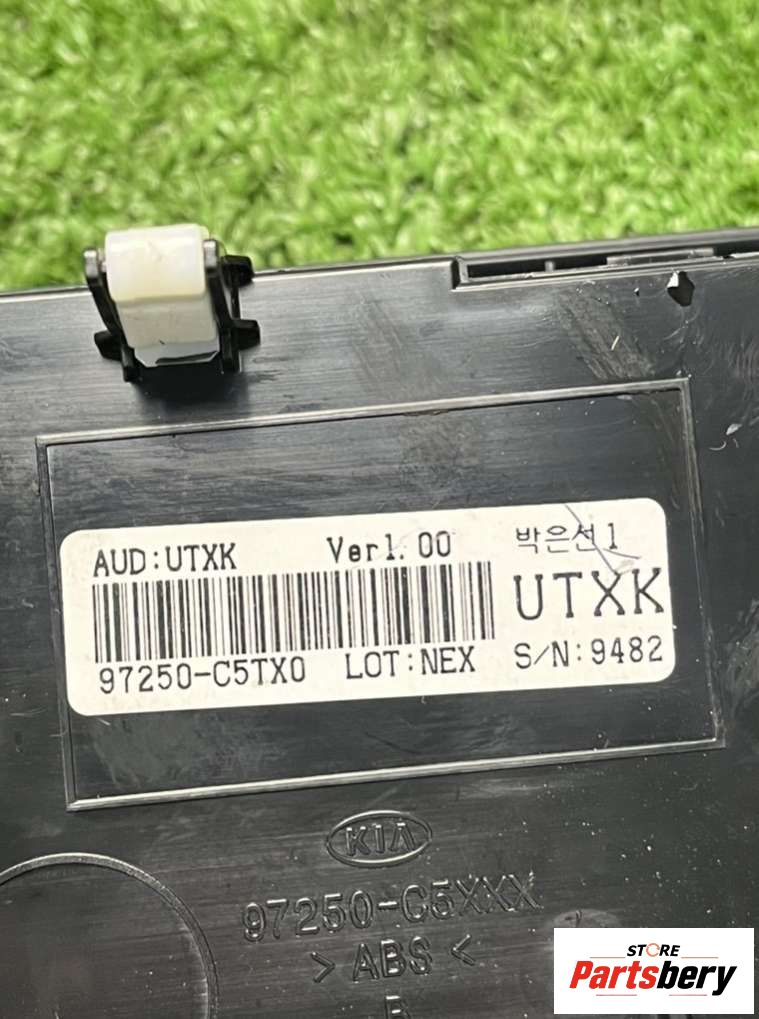 AUD:UTXK Ver1.00 박은선1
UTXK
97250-C5TX0 LOT:NEX S/N:9482
KIA
97250-C5XXX
>ABS<
STORE
Partsbery